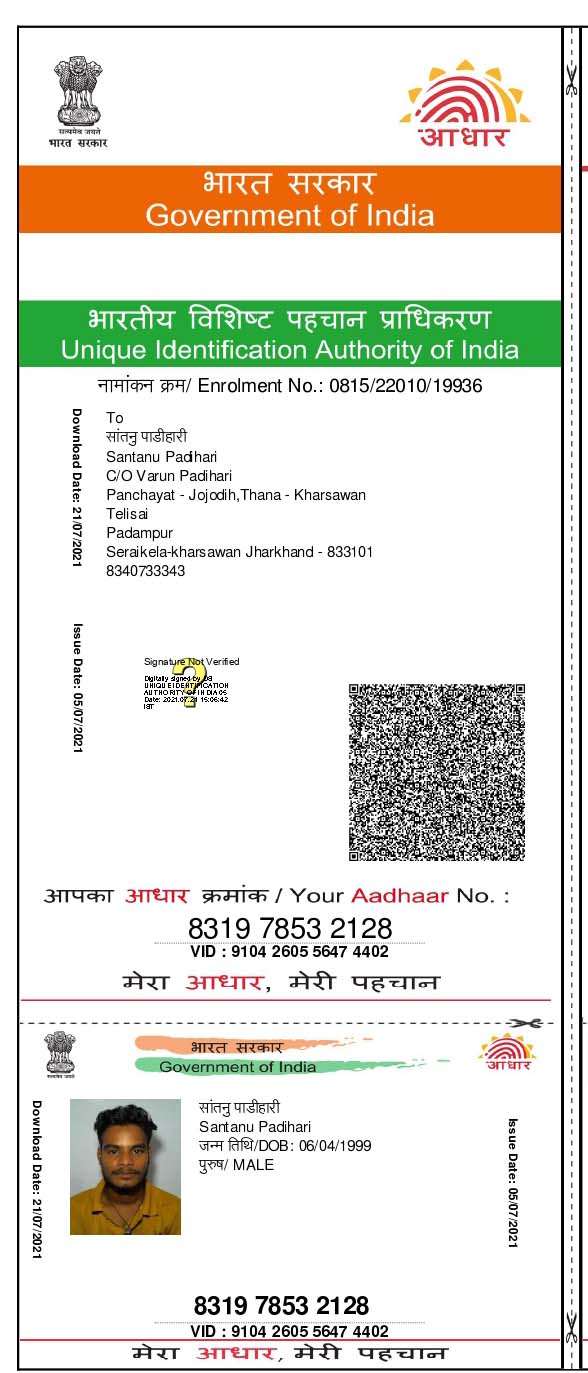 सत्यमेव जयते
भारत सरकार
आधार
भारत सरकार
Government of India
भारतीय विशिष्ट पहचान प्राधिकरण
Unique Identification Authority of India
नामांकन क्रम/ Enrolment No.: 0815/22010/19936
Download Date: 21/07/2021
To
सांतनु पाडीहारी
Santanu Padihari
C/O Varun Padihari
Panchayat - Jojodih,Thana - Kharsawan
Telisai
Padampur
Seraikela-kharsawan Jharkhand - 833101
8340733343
Issue Date: 05/07/2021
Signature Not Verified
Digitally signed by DS
UNIQUE IDENTIFICATION
AUTHORITY OF INDIA 05
Date: 2021.07.21 15:06:42
IST
आपका आधार क्रमांक / Your Aadhaar No. :
8319 7853 2128
VID : 9104 2605 5647 4402
मेरा आधार, मेरी पहचान
सत्यमेव जयते
भारत सरकार
Government of India
आधार
Download Date: 21/07/2021
सांतनु पाडीहारी
Santanu Padihari
जन्म तिथि/DOB: 06/04/1999
पुरुष/ MALE
Issue Date: 05/07/2021
8319 7853 2128
VID : 9104 2605 5647 4402
मेरा आधार, मेरी पहचान